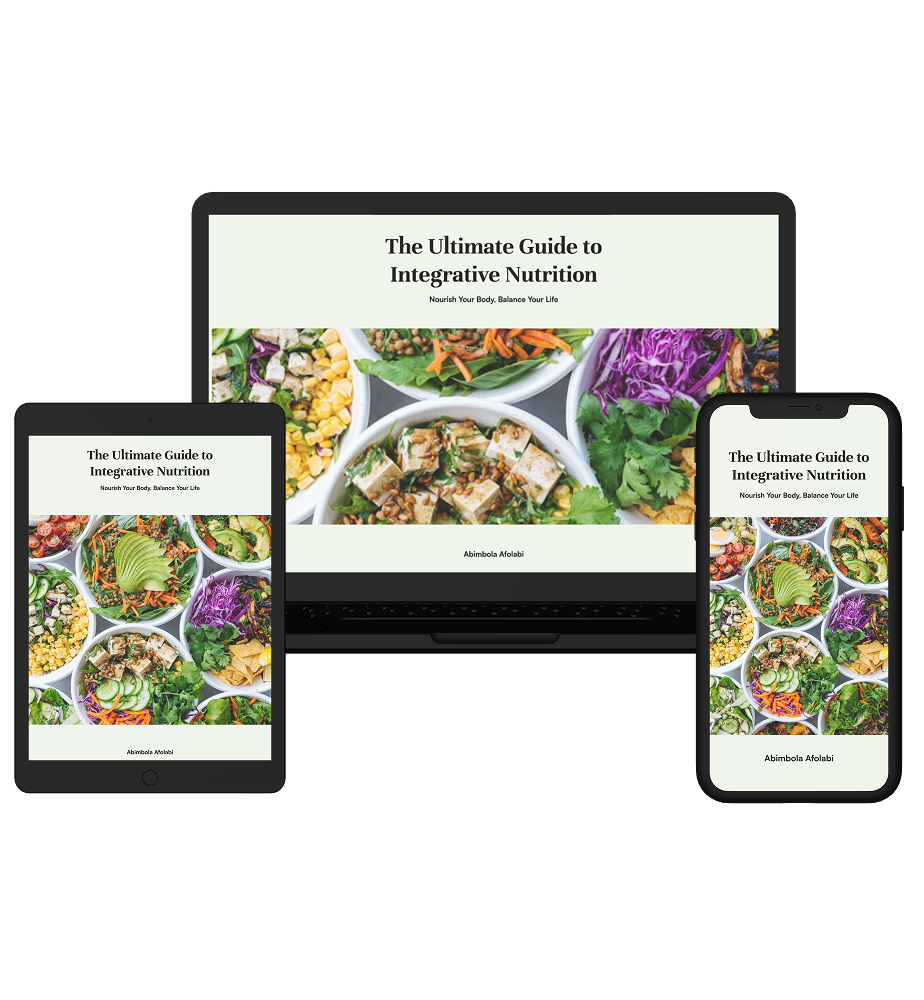 The Ultimate Guide to
Integrative Nutrition
Nourish Your Body, Balance Your Life
Abimbola Afolabi
The Ultimate Guide to
Integrative Nutrition
Nourish Your Body, Balance Your Life
Abimbola Afolabi
The Ultimate Guide to
Integrative Nutrition
Nourish Your Body, Balance Your Life
Abimbola Afolabi